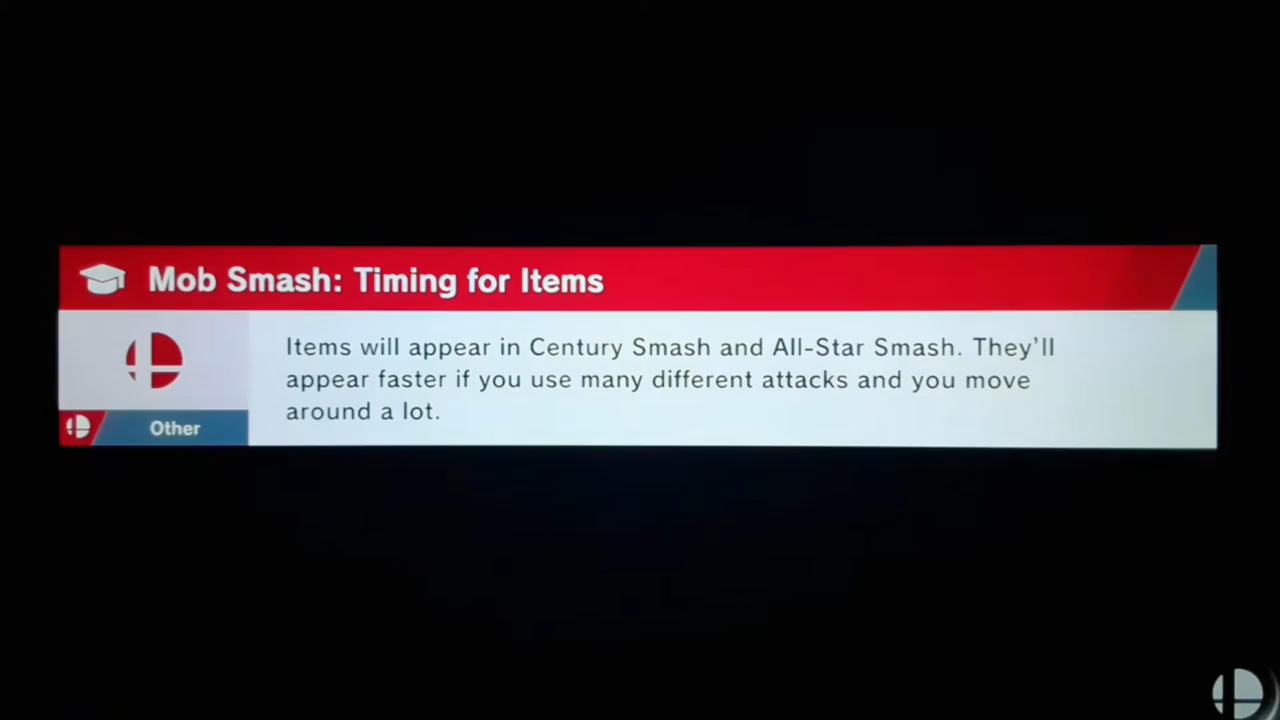 Mob Smash: Timing for Items
Items will appear in Century Smash and All-Star Smash. They'll
appear faster if you use many different attacks and you move
around a lot.
Other